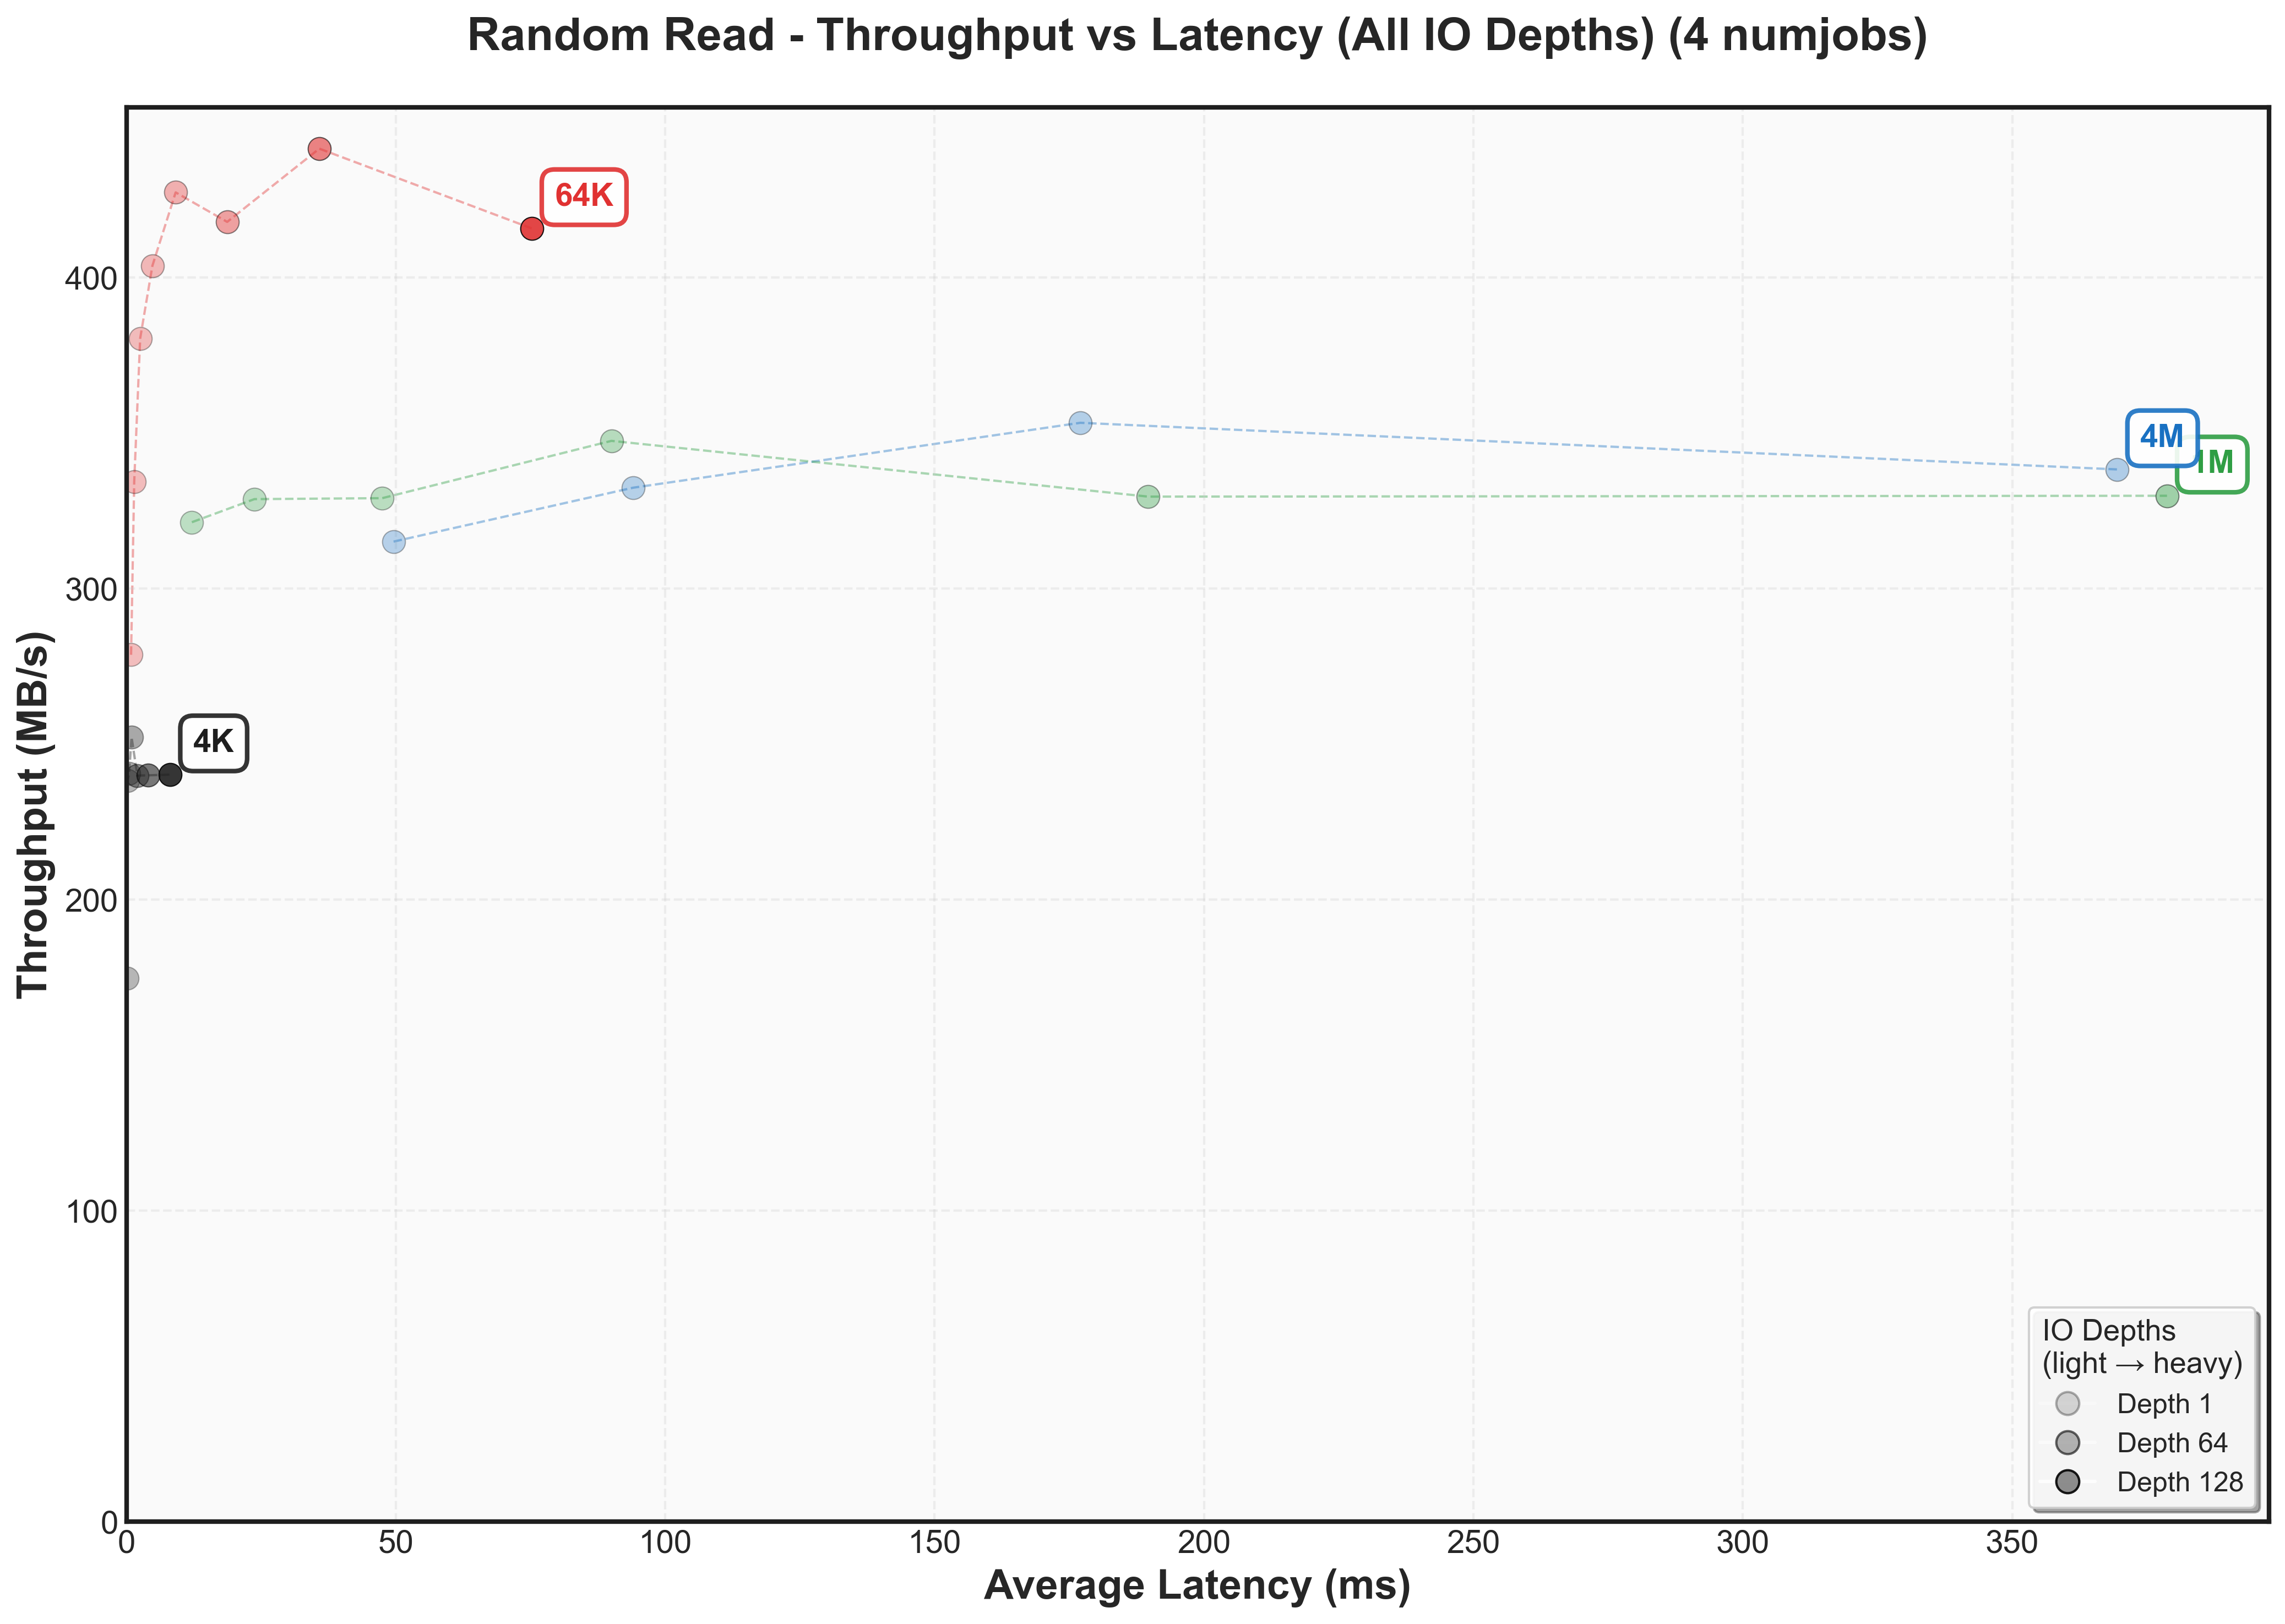 Random Read - Throughput vs Latency (All IO Depths) (4 numjobs)
Throughput (MB/s)
400
300
200
100
0
64K
4M
1M
4K
IO Depths
(light → heavy)
Depth 1
Depth 64
Depth 128
0 50 100 150 200 250 300 350
Average Latency (ms)